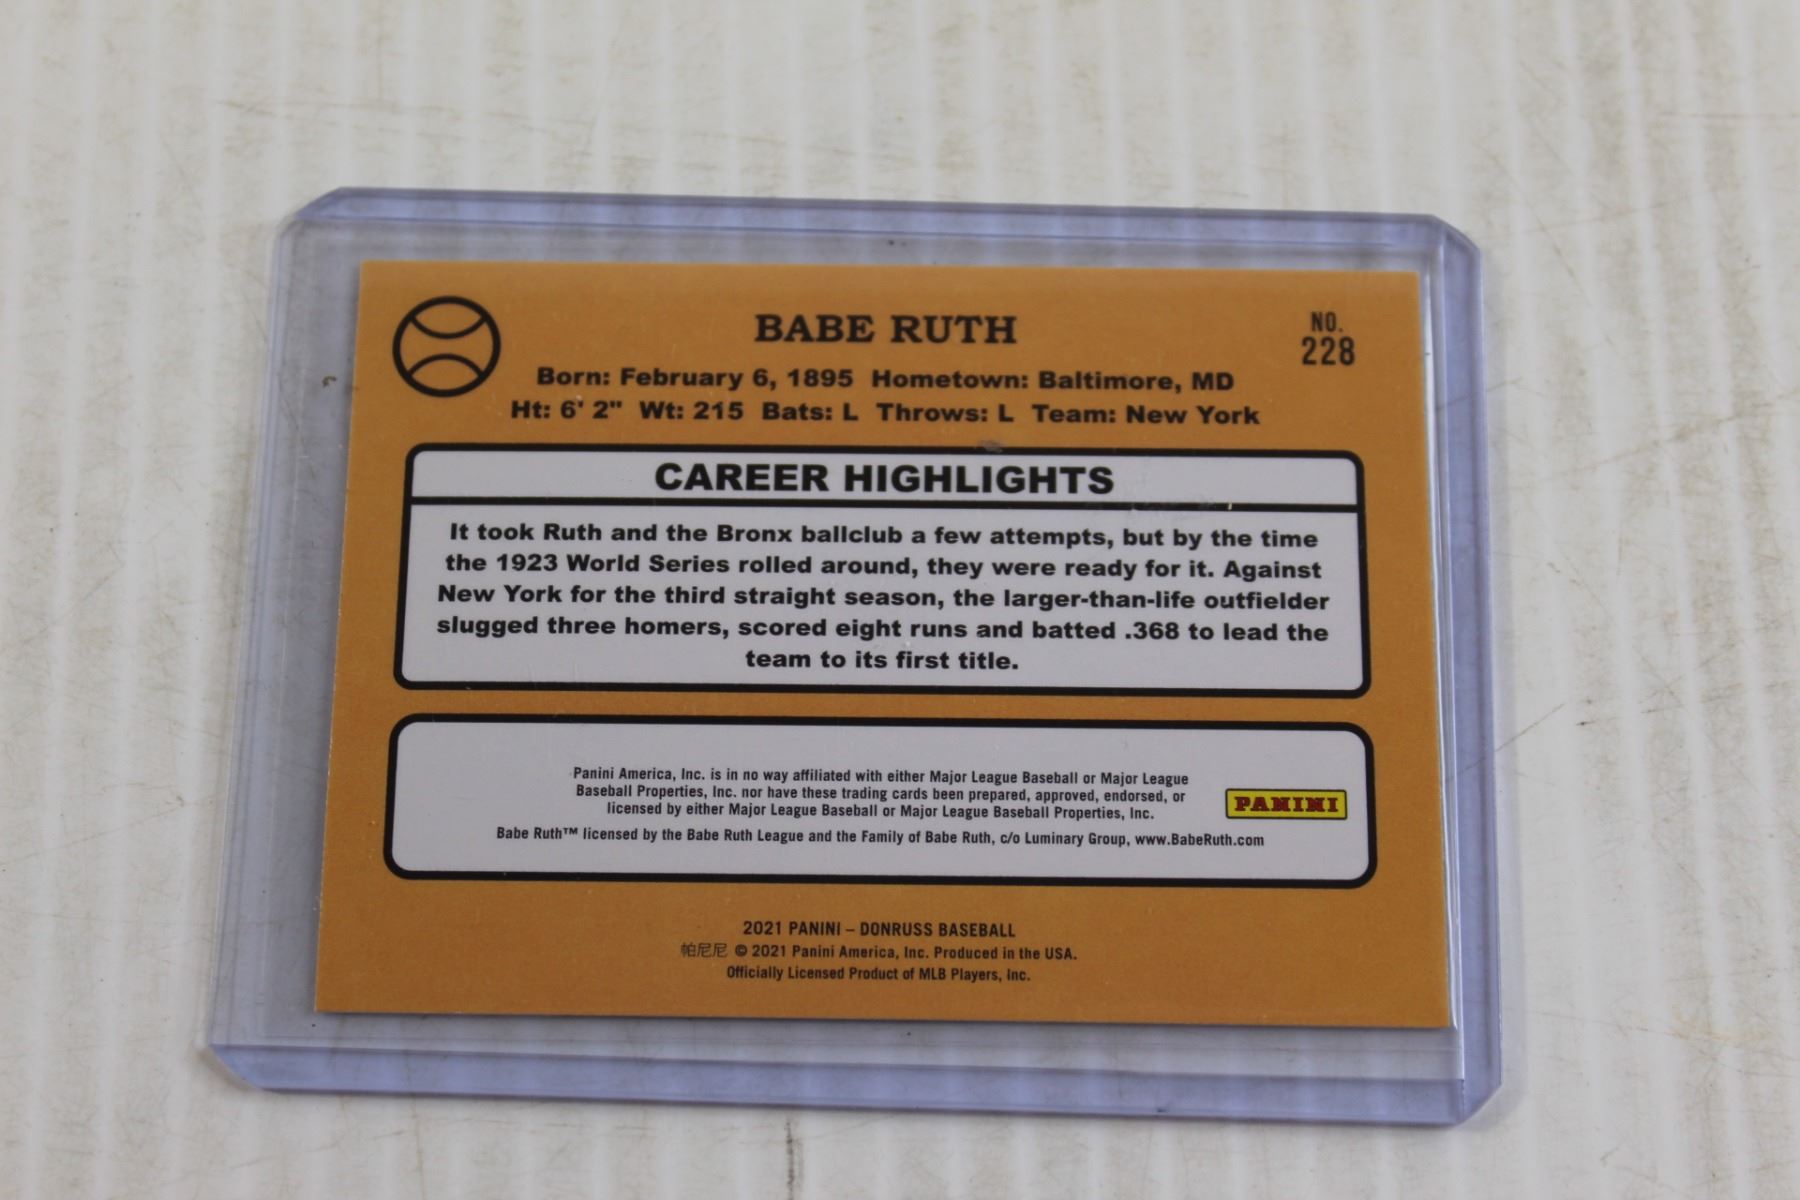 BABE RUTH
NO.
228
Born: February 6, 1895 Hometown: Baltimore, MD
Ht: 6' 2" Wt: 215 Bats: L Throws: L Team: New York
CAREER HIGHLIGHTS
It took Ruth and the Bronx ballclub a few attempts, but by the time
the 1923 World Series rolled around, they were ready for it. Against
New York for the third straight season, the larger-than-life outfielder
slugged three homers, scored eight runs and batted .368 to lead the
team to its first title.
Panini America, Inc. is in no way affiliated with either Major League Baseball or Major League
Baseball Properties, Inc. nor have these trading cards been prepared, approved, endorsed, or
licensed by either Major League Baseball or Major League Baseball Properties, Inc.
PANINI
Babe Ruth™ licensed by the Babe Ruth League and the Family of Babe Ruth, c/o Luminary Group, www.BabeRuth.com
2021 PANINI – DONRUSS BASEBALL
帕尼尼 © 2021 Panini America, Inc. Produced in the USA.
Officially Licensed Product of MLB Players, Inc.